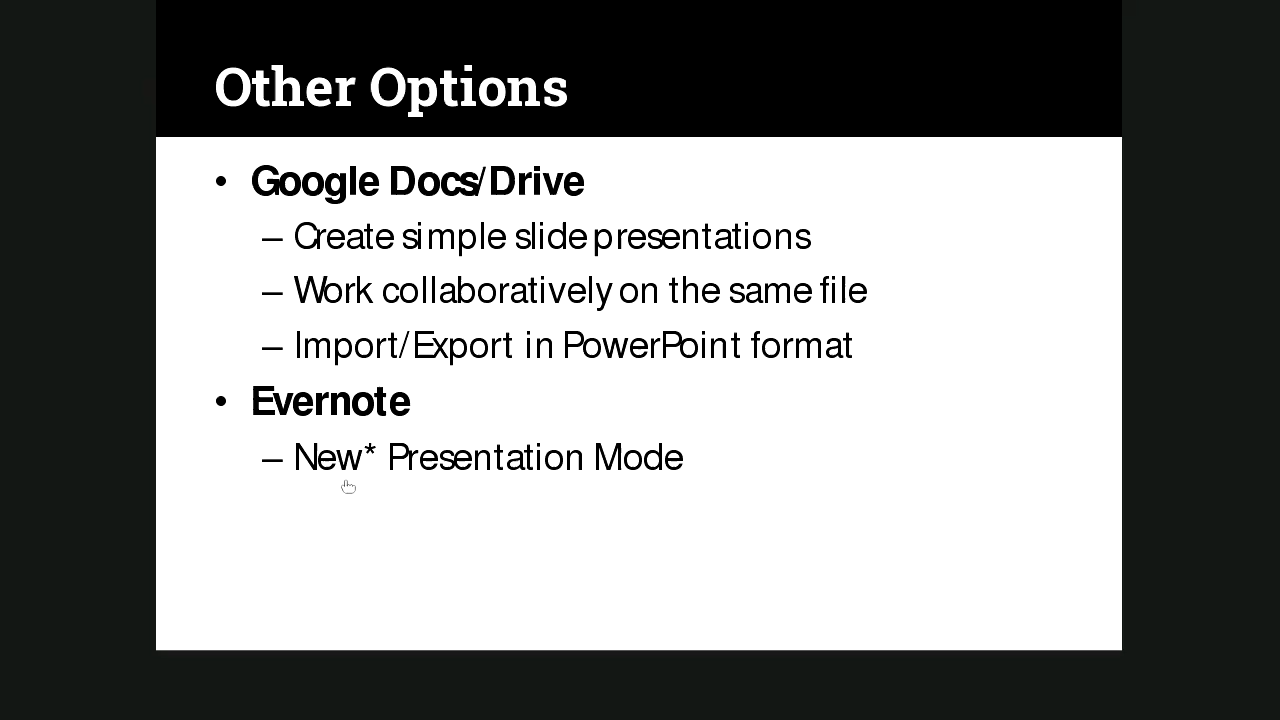 Other Options
• Google Docs/Drive
– Create simple slide presentations
– Work collaboratively on the same file
– Import/Export in PowerPoint format
• Evernote
– New* Presentation Mode